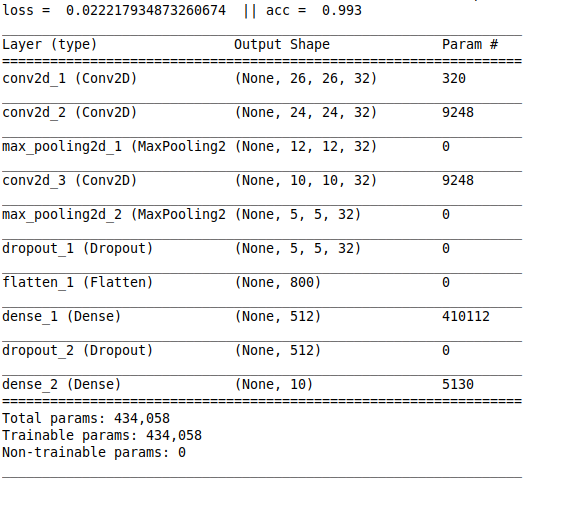 loss =  0.022217934873260674  || acc =  0.993
Layer (type)                 Output Shape              Param #
conv2d_1 (Conv2D)            (None, 26, 26, 32)        320
conv2d_2 (Conv2D)            (None, 24, 24, 32)        9248
max_pooling2d_1 (MaxPooling2 (None, 12, 12, 32)        0
conv2d_3 (Conv2D)            (None, 10, 10, 32)        9248
max_pooling2d_2 (MaxPooling2 (None, 5, 5, 32)          0
dropout_1 (Dropout)          (None, 5, 5, 32)          0
flatten_1 (Flatten)          (None, 800)               0
dense_1 (Dense)              (None, 512)               410112
dropout_2 (Dropout)          (None, 512)               0
dense_2 (Dense)              (None, 10)                5130
Total params: 434,058
Trainable params: 434,058
Non-trainable params: 0